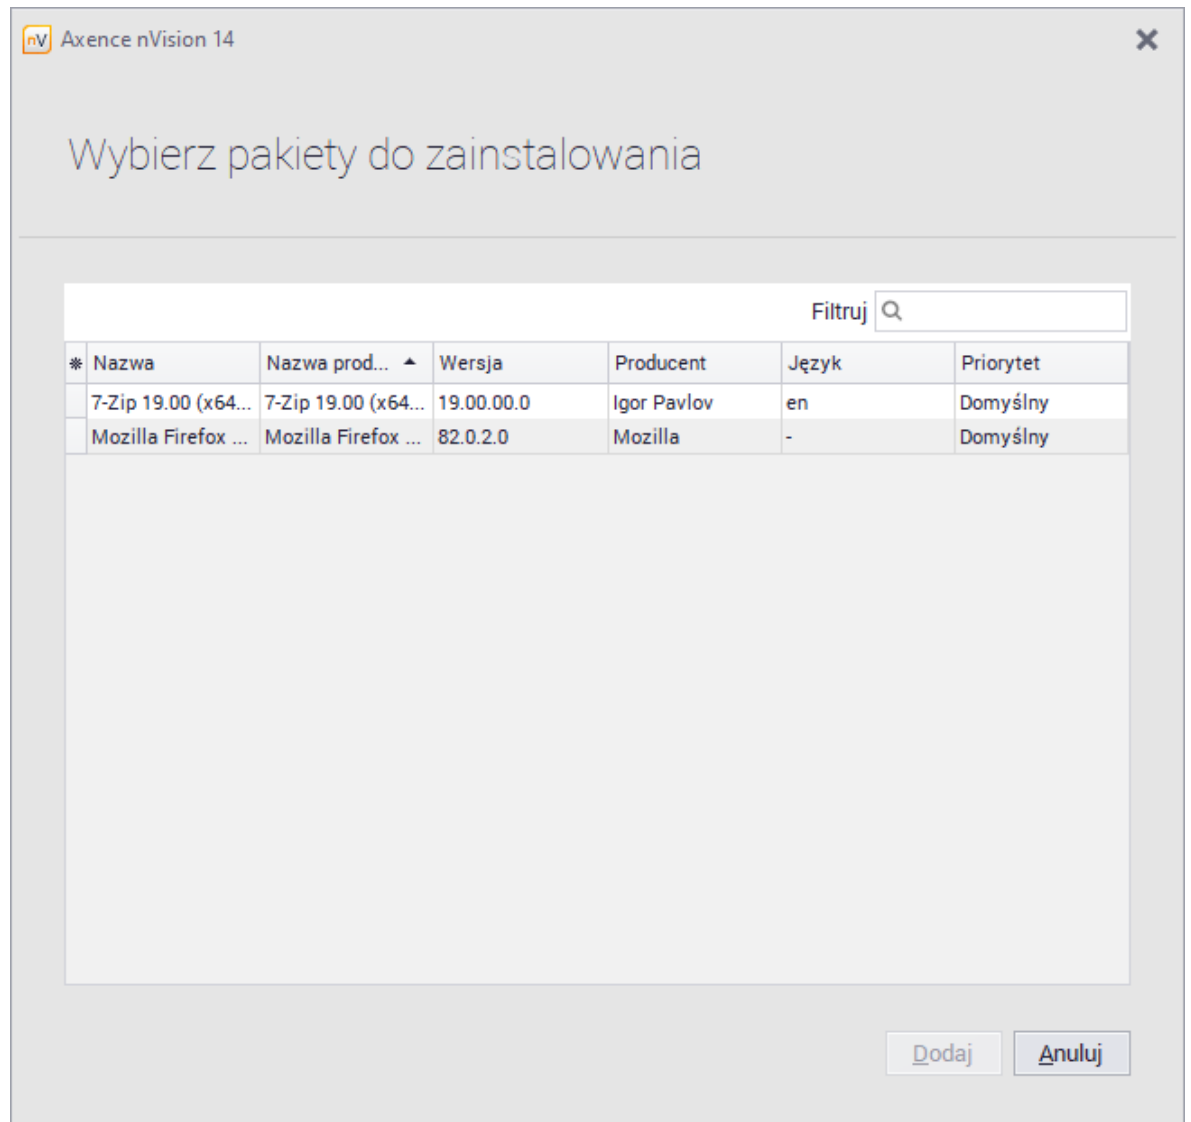 nV Axence nVision 14
Wybierz pakiety do zainstalowania
Filtruj
Nazwa Nazwa prod... Wersja Producent Język Priorytet
7-Zip 19.00 (x64... 7-Zip 19.00 (x64... 19.00.00.0 Igor Pavlov en Domyślny
Mozilla Firefox ... Mozilla Firefox ... 82.0.2.0 Mozilla - Domyślny
Dodaj Anuluj